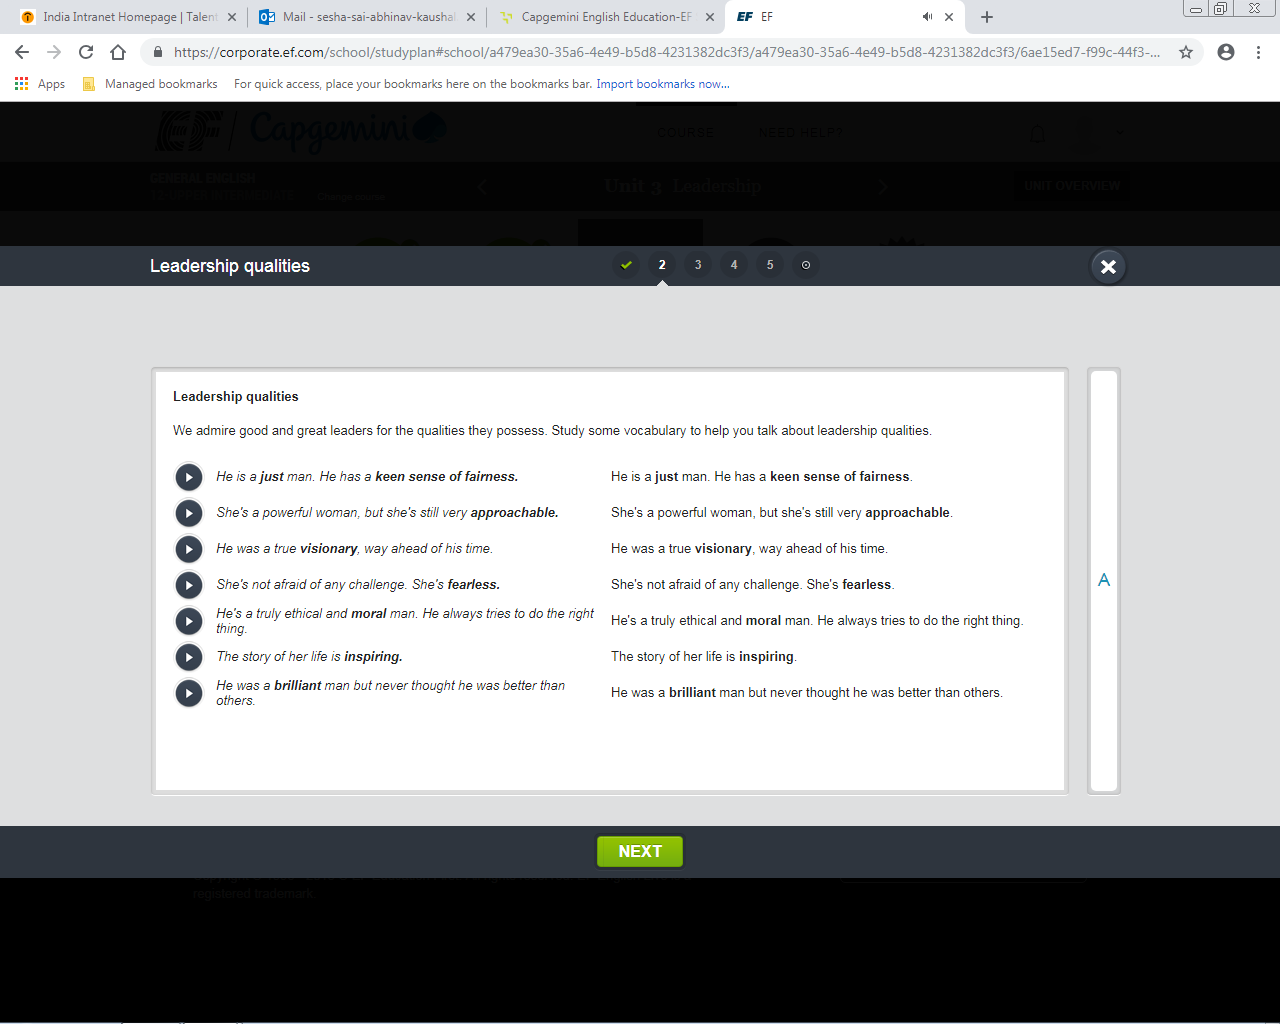 India Intranet Homepage | Talent
Mail - sesha-sai-abhinav-kaushal
Capgemini English Education-EF
EF EF
https://corporate.ef.com/school/studyplan#school/a479ea30-35a6-4e49-b5d8-4231382dc3f3/a479ea30-35a6-4e49-b5d8-4231382dc3f3/6ae15ed7-f99c-44f3-...
Apps Managed bookmarks For quick access, place your bookmarks here on the bookmarks bar. Import bookmarks now...
EF | Capgemini COURSE NEED HELP?
GENERAL ENGLISH
Unit 3 Leadership UNIT OVERVIEW
Change course
Leadership qualities 2 3 4 5
Leadership qualities
We admire good and great leaders for the qualities they possess. Study some vocabulary to help you talk about leadership qualities.
He is a just man. He has a keen sense of fairness. He is a just man. He has a keen sense of fairness.
She's a powerful woman, but she's still very approachable. She's a powerful woman, but she's still very approachable.
He was a true visionary, way ahead of his time. He was a true visionary, way ahead of his time.
She's not afraid of any challenge. She's fearless. She's not afraid of any challenge. She's fearless.
He's a truly ethical and moral man. He always tries to do the right
thing.
He's a truly ethical and moral man. He always tries to do the right thing.
The story of her life is inspiring. The story of her life is inspiring.
He was a brilliant man but never thought he was better than
others.
He was a brilliant man but never thought he was better than others.
A
NEXT
registered trademark